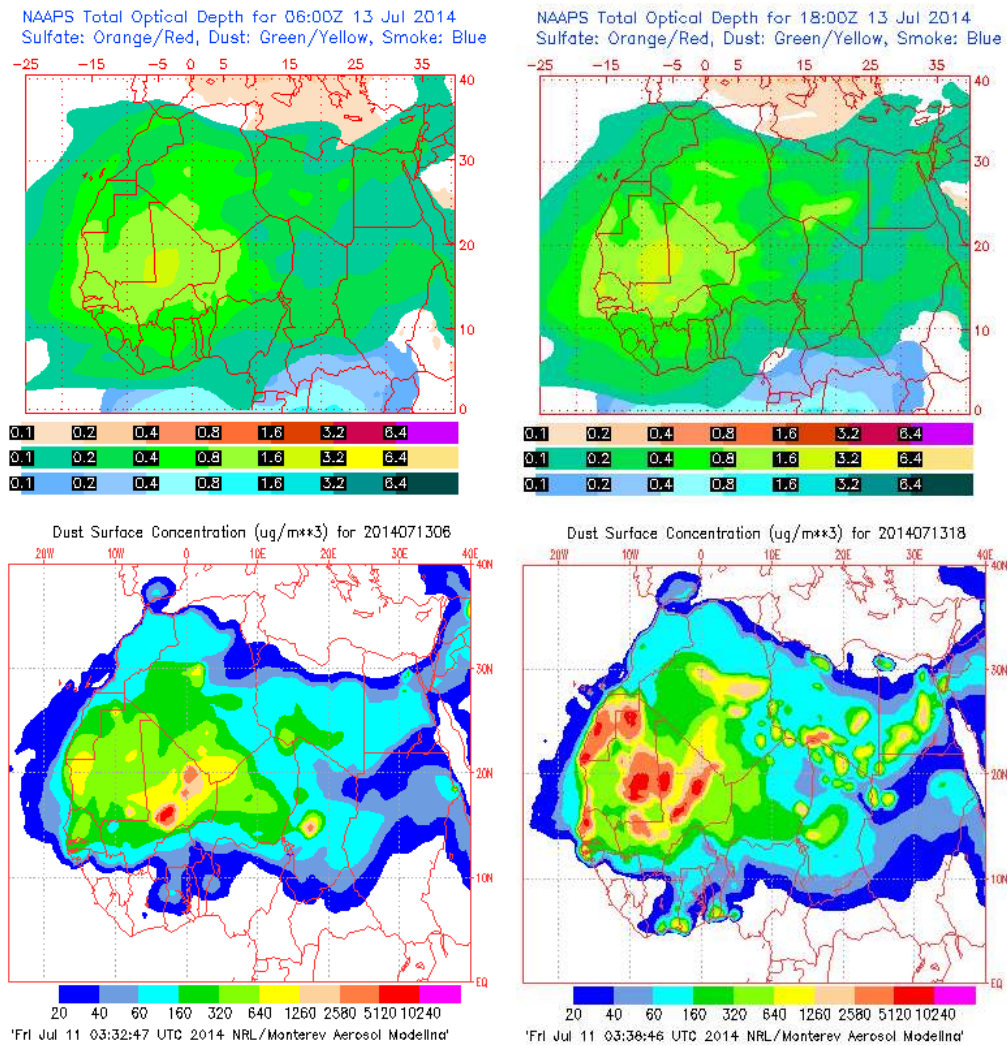 NAAPS Total Optical Depth for 06:00Z 13 Jul 2014
Sulfate: Orange/Red, Dust: Green/Yellow, Smoke: Blue
-25 -15 -5 0 5 15 25 35
40
30
20
10
0
0.1 0.2 0.4 0.8 1.6 3.2 6.4
0.1 0.2 0.4 0.8 1.6 3.2 6.4
0.1 0.2 0.4 0.8 1.6 3.2 6.4
NAAPS Total Optical Depth for 18:00Z 13 Jul 2014
Sulfate: Orange/Red, Dust: Green/Yellow, Smoke: Blue
-25 -15 -5 0 5 15 25 35
40
30
20
10
0
0.1 0.2 0.4 0.8 1.6 3.2 6.4
0.1 0.2 0.4 0.8 1.6 3.2 6.4
0.1 0.2 0.4 0.8 1.6 3.2 6.4
Dust Surface Concentration (ug/m**3) for 2014071306
20W 10W 0 10E 20E 30E 40E
40N
30N
20N
10N
EQ
20 40 60 160 320 640 1260 2580 5120 10240
'Fri Jul 11 03:32:47 UTC 2014 NRL/Monterey Aerosol Modeling'
Dust Surface Concentration (ug/m**3) for 2014071318
20W 10W 0 10E 20E 30E 40E
40N
30N
20N
10N
EQ
20 40 60 160 320 640 1260 2580 5120 10240
'Fri Jul 11 03:38:46 UTC 2014 NRL/Monterey Aerosol Modeling'